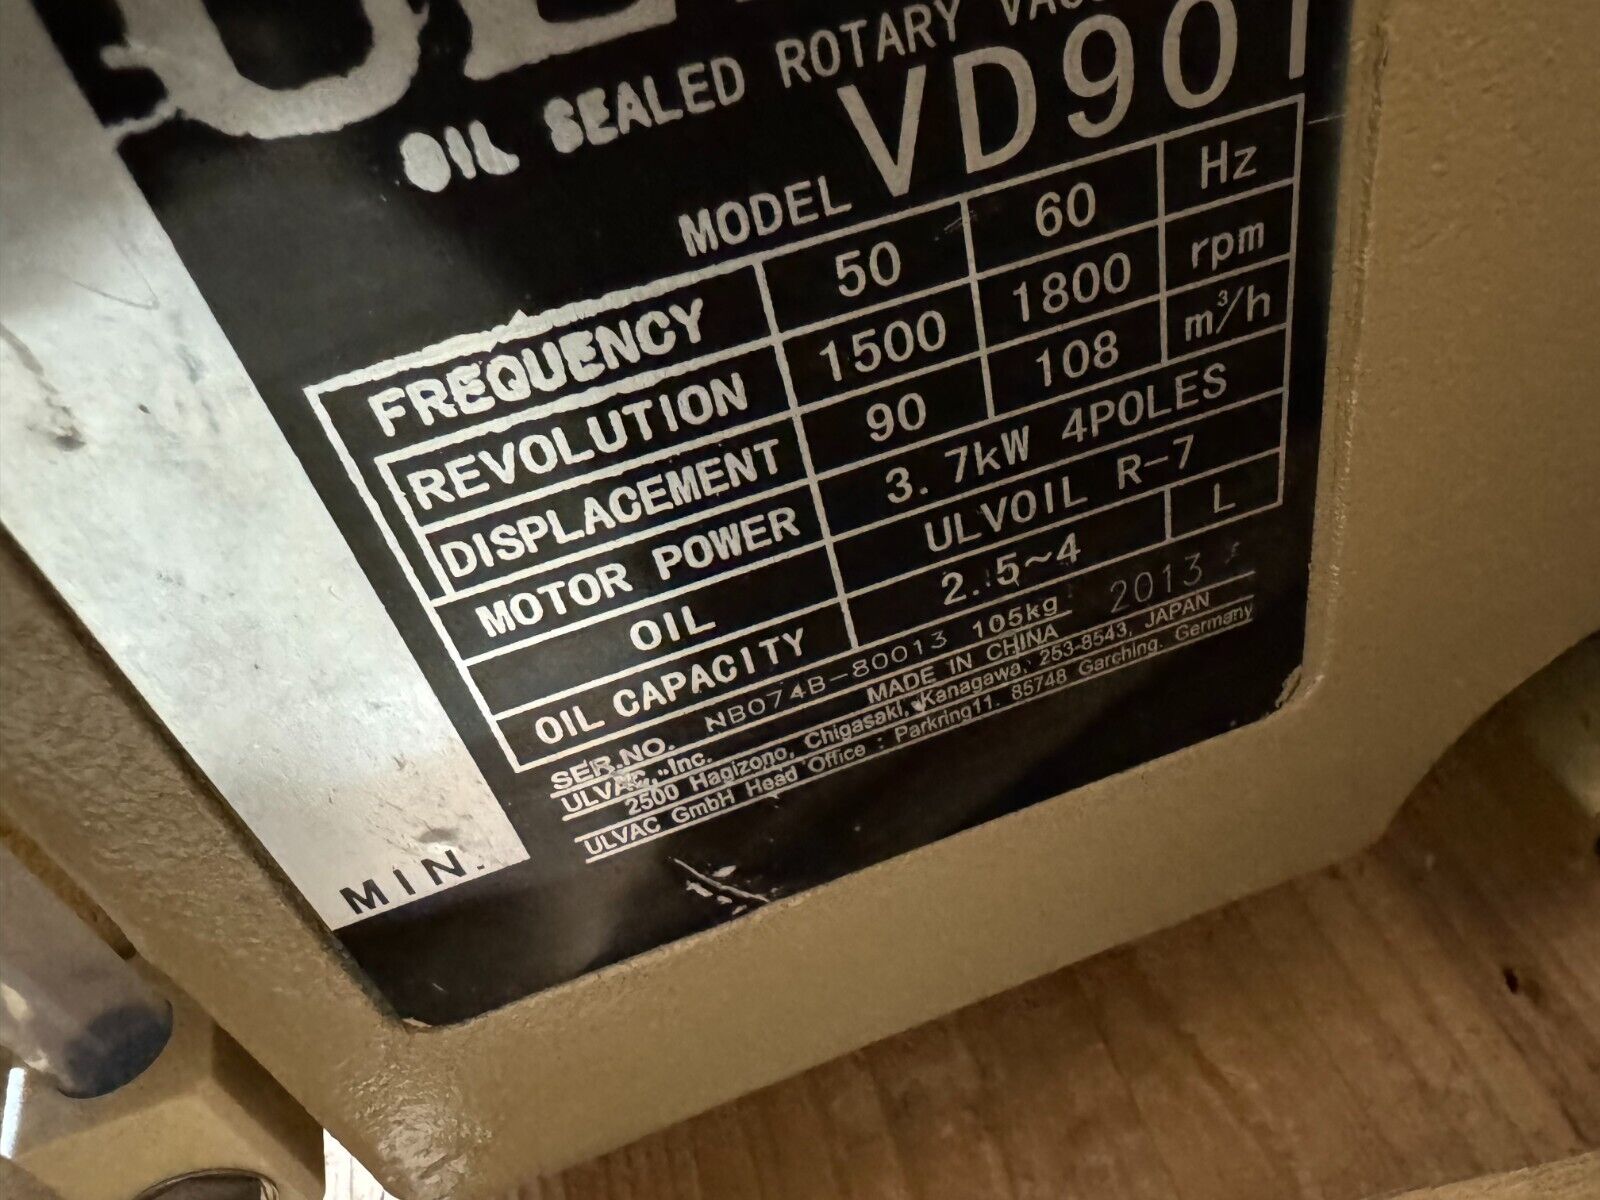 OIL SEALED ROTARY
MODEL VD901
FREQUENCY 50 60 Hz
REVOLUTION 1500 1800 rpm
DISPLACEMENT 90 108 m³/h
MOTOR POWER 3.7kW 4POLES
OIL ULVOIL R-7
OIL CAPACITY 2.5~4 L
SER.NO. NB074B-80013 105kg 2013
MADE IN CHINA
ULVAC, Inc.
2500 Hagizono, Chigasaki, Kanagawa, 253-8543, JAPAN
ULVAC GmbH Head Office : Parkring11. 85748 Garching. Germany
MIN.